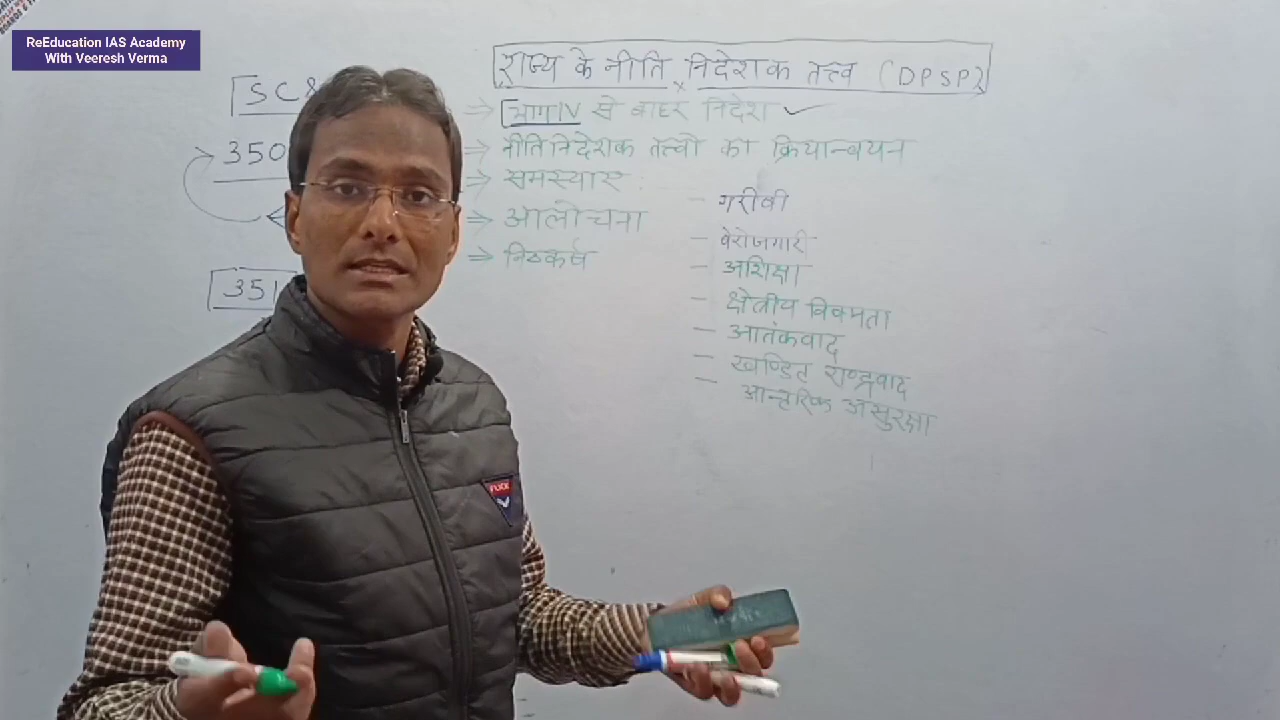 ReEducation IAS Academy
With Veeresh Verma
राज्य के नीति निदेशक तत्त्व (DPSP)
SC &
350
351
⇒ भाग IV से बाहर निदेश ✓
⇒ नीति निदेशक तत्त्वो का क्रियान्वयन
⇒ समस्याए
⇒ आलोचना
⇒ निष्कर्ष
- गरीबी
- बेरोजगारी
- अशिक्षा
- क्षेत्रीय विषमता
- आतंकवाद
- खण्डित राष्ट्रवाद
- आन्तरिक असुरक्षा
FLICK